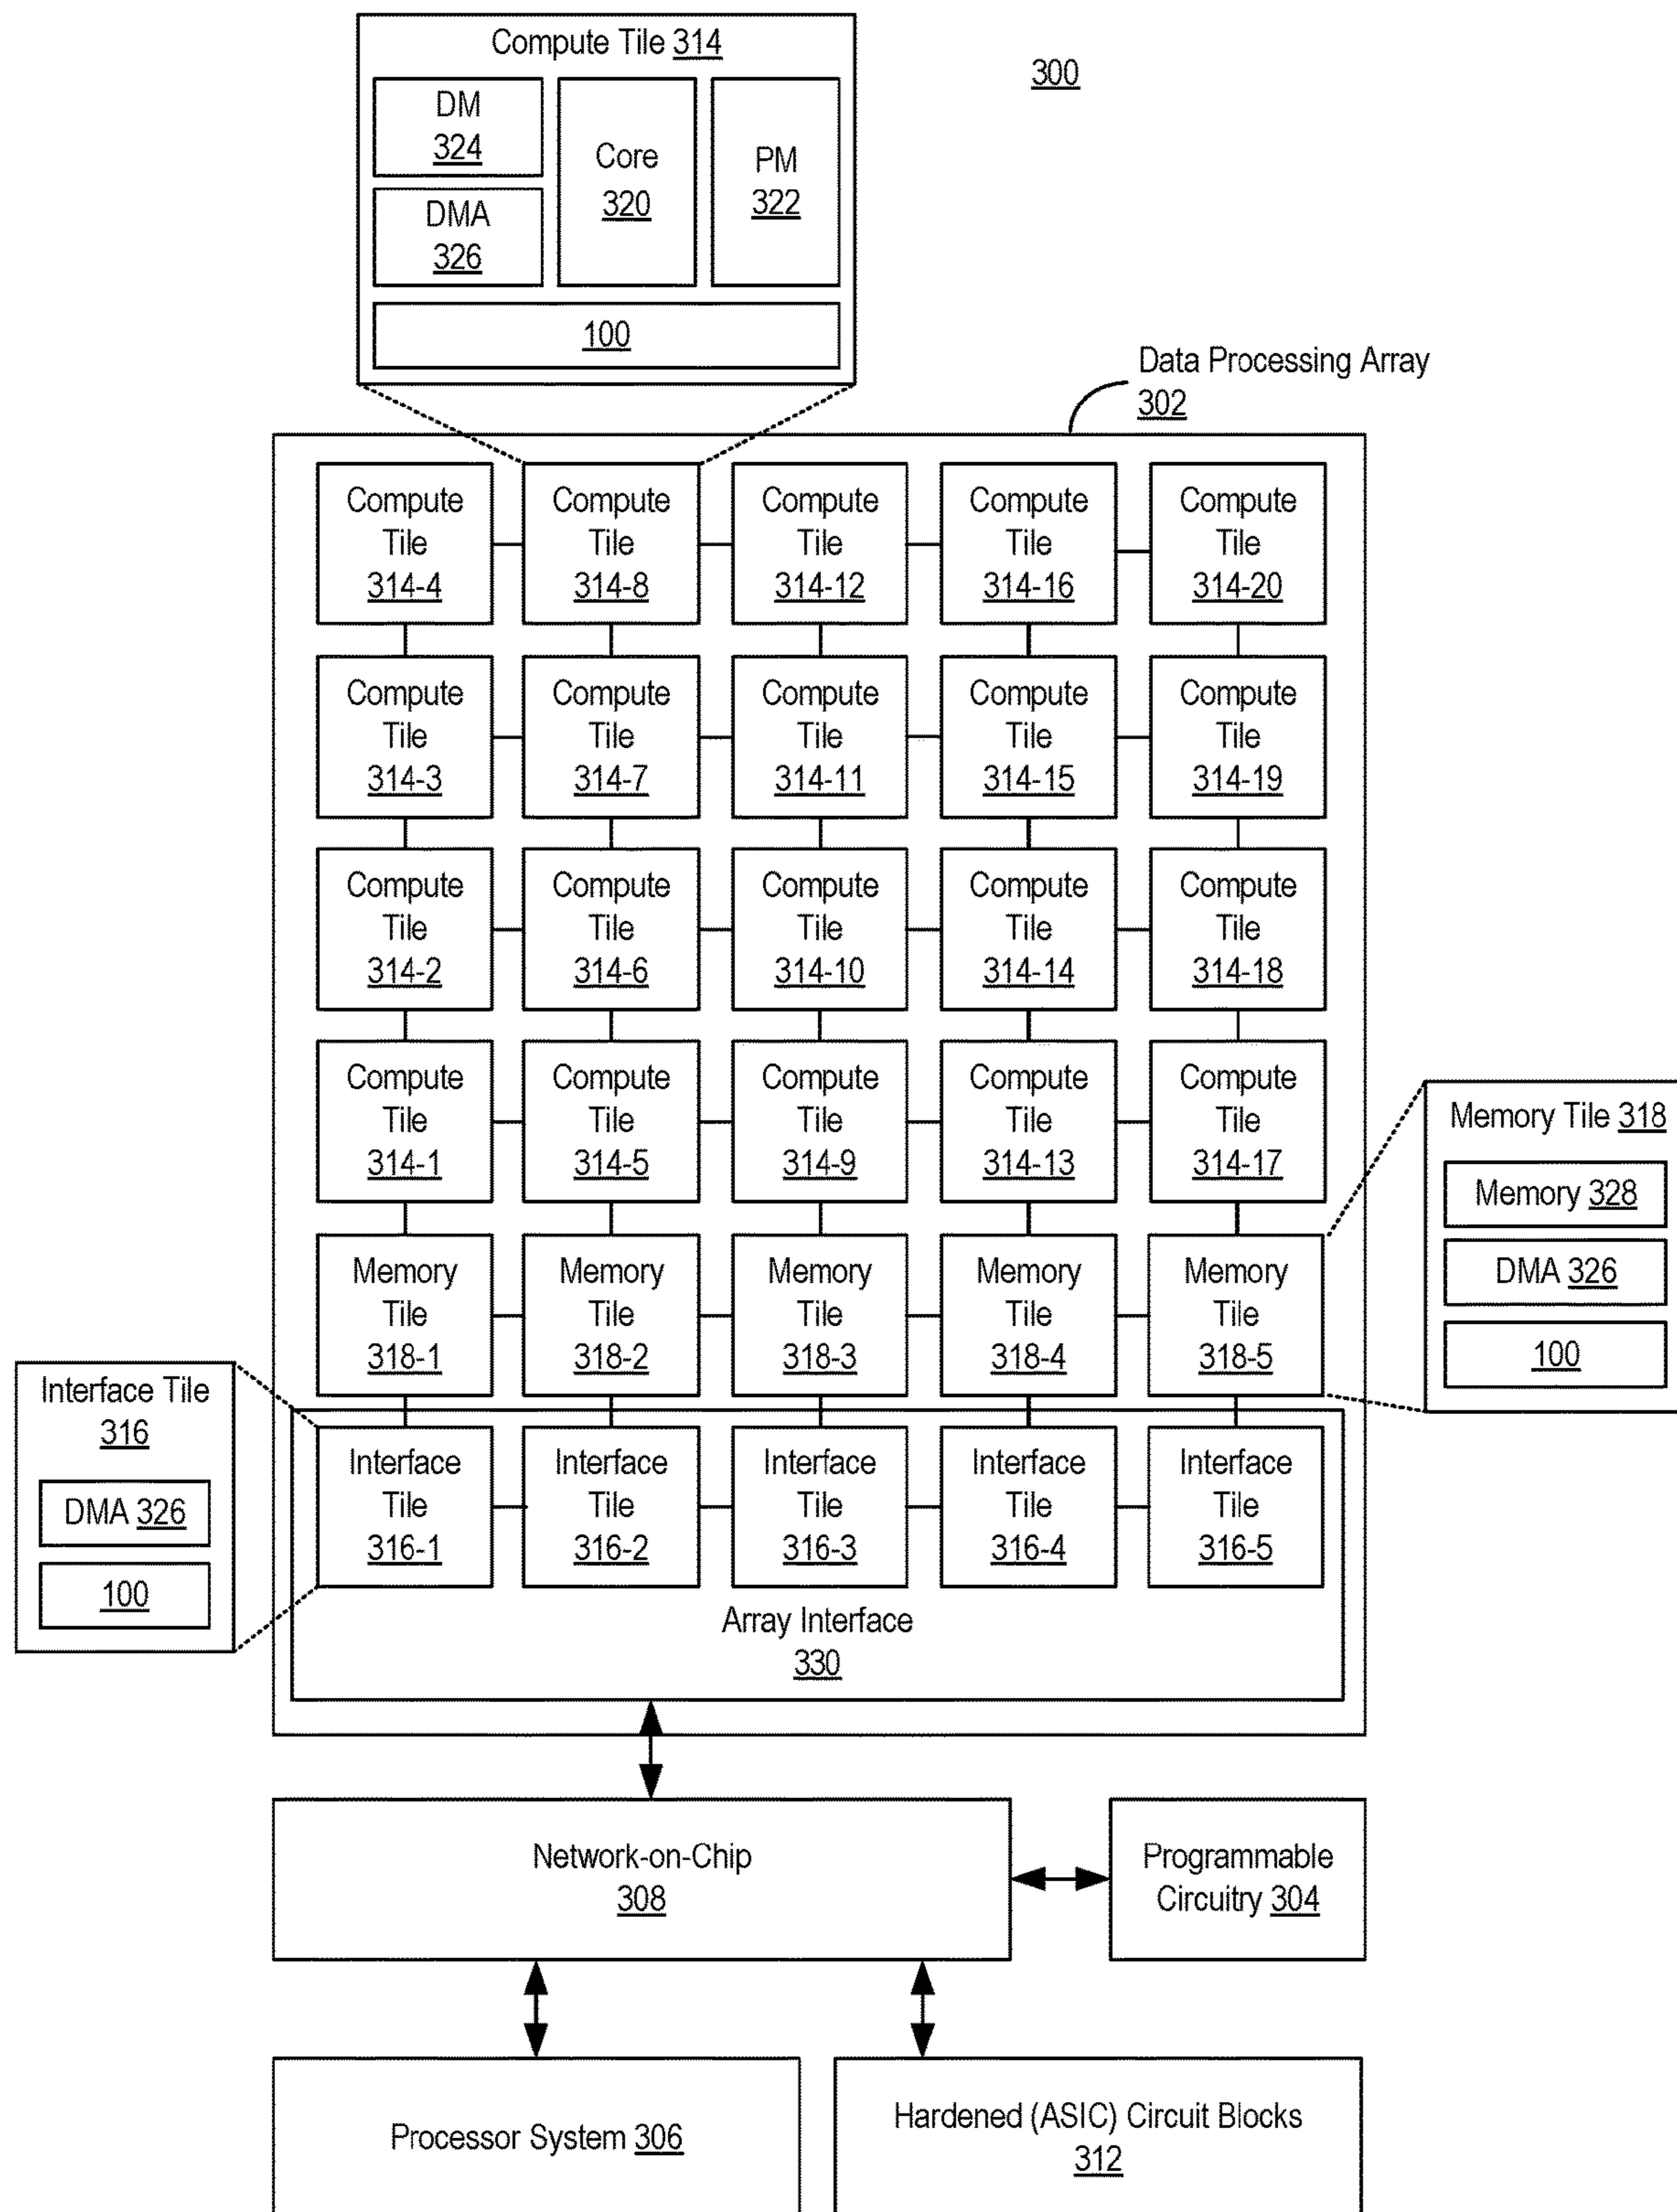 Compute Tile 314
300
DM
324
Core
320
PM
322
DMA
326
100
Data Processing Array
302
Compute
Tile
314-4
Compute
Tile
314-8
Compute
Tile
314-12
Compute
Tile
314-16
Compute
Tile
314-20
Compute
Tile
314-3
Compute
Tile
314-7
Compute
Tile
314-11
Compute
Tile
314-15
Compute
Tile
314-19
Compute
Tile
314-2
Compute
Tile
314-6
Compute
Tile
314-10
Compute
Tile
314-14
Compute
Tile
314-18
Compute
Tile
314-1
Compute
Tile
314-5
Compute
Tile
314-9
Compute
Tile
314-13
Compute
Tile
314-17
Memory Tile 318
Memory 328
DMA 326
100
Memory
Tile
318-1
Memory
Tile
318-2
Memory
Tile
318-3
Memory
Tile
318-4
Memory
Tile
318-5
Interface Tile
316
DMA 326
100
Interface
Tile
316-1
Interface
Tile
316-2
Interface
Tile
316-3
Interface
Tile
316-4
Interface
Tile
316-5
Array Interface
330
Network-on-Chip
308
Programmable
Circuitry 304
Processor System 306
Hardened (ASIC) Circuit Blocks
312